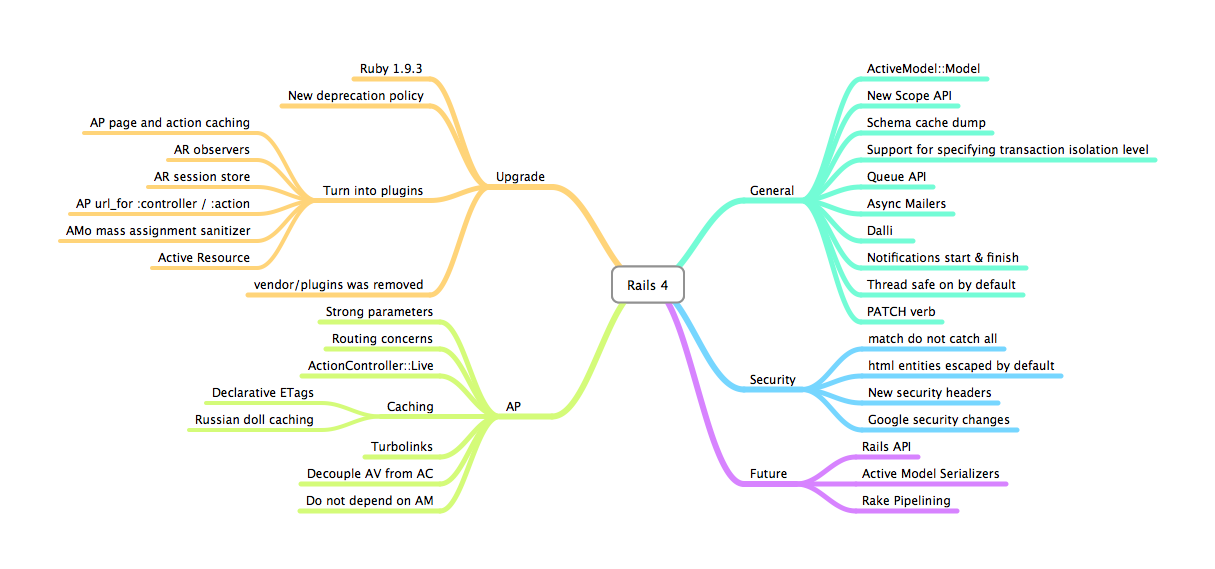 Rails 4
Upgrade
Ruby 1.9.3
New deprecation policy
Turn into plugins
AP page and action caching
AR observers
AR session store
AP url_for :controller / :action
AMo mass assignment sanitizer
Active Resource
vendor/plugins was removed
AP
Strong parameters
Routing concerns
ActionController::Live
Caching
Declarative ETags
Russian doll caching
Turbolinks
Decouple AV from AC
Do not depend on AM
General
ActiveModel::Model
New Scope API
Schema cache dump
Support for specifying transaction isolation level
Queue API
Async Mailers
Dalli
Notifications start & finish
Thread safe on by default
PATCH verb
Security
match do not catch all
html entities escaped by default
New security headers
Google security changes
Future
Rails API
Active Model Serializers
Rake Pipelining